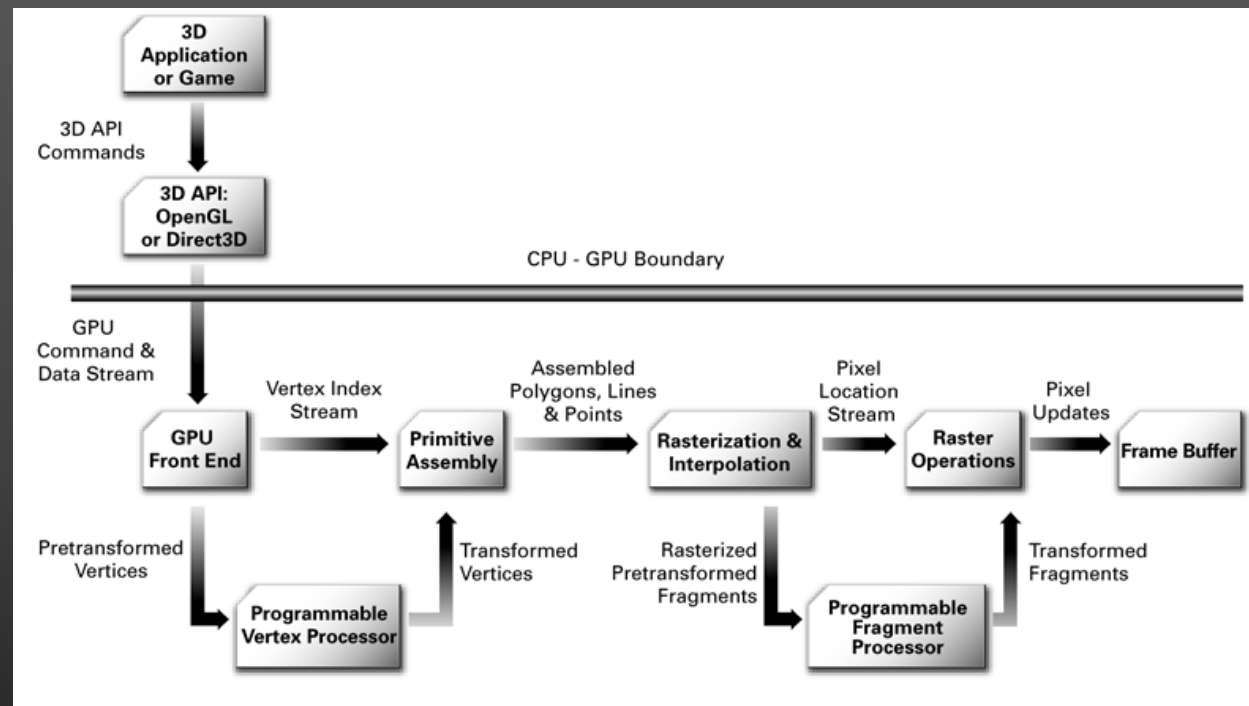 3D
Application
or Game
3D API
Commands
3D API:
OpenGL
or Direct3D
CPU - GPU Boundary
GPU
Command &
Data Stream
Vertex Index
Stream
Assembled
Polygons, Lines
& Points
Pixel
Location
Stream
Pixel
Updates
GPU
Front End
Primitive
Assembly
Rasterization &
Interpolation
Raster
Operations
Frame Buffer
Pretransformed
Vertices
Transformed
Vertices
Rasterized
Pretransformed
Fragments
Transformed
Fragments
Programmable
Vertex Processor
Programmable
Fragment
Processor